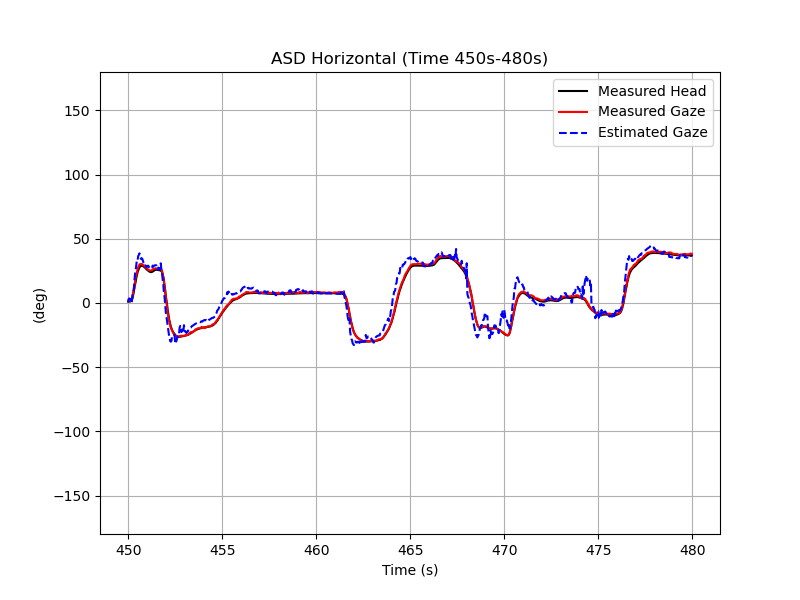 ASD Horizontal (Time 450s-480s)
Measured Head
Measured Gaze
Estimated Gaze
150
100
50
0
−50
−100
−150
(deg)
450 455 460 465 470 475 480
Time (s)